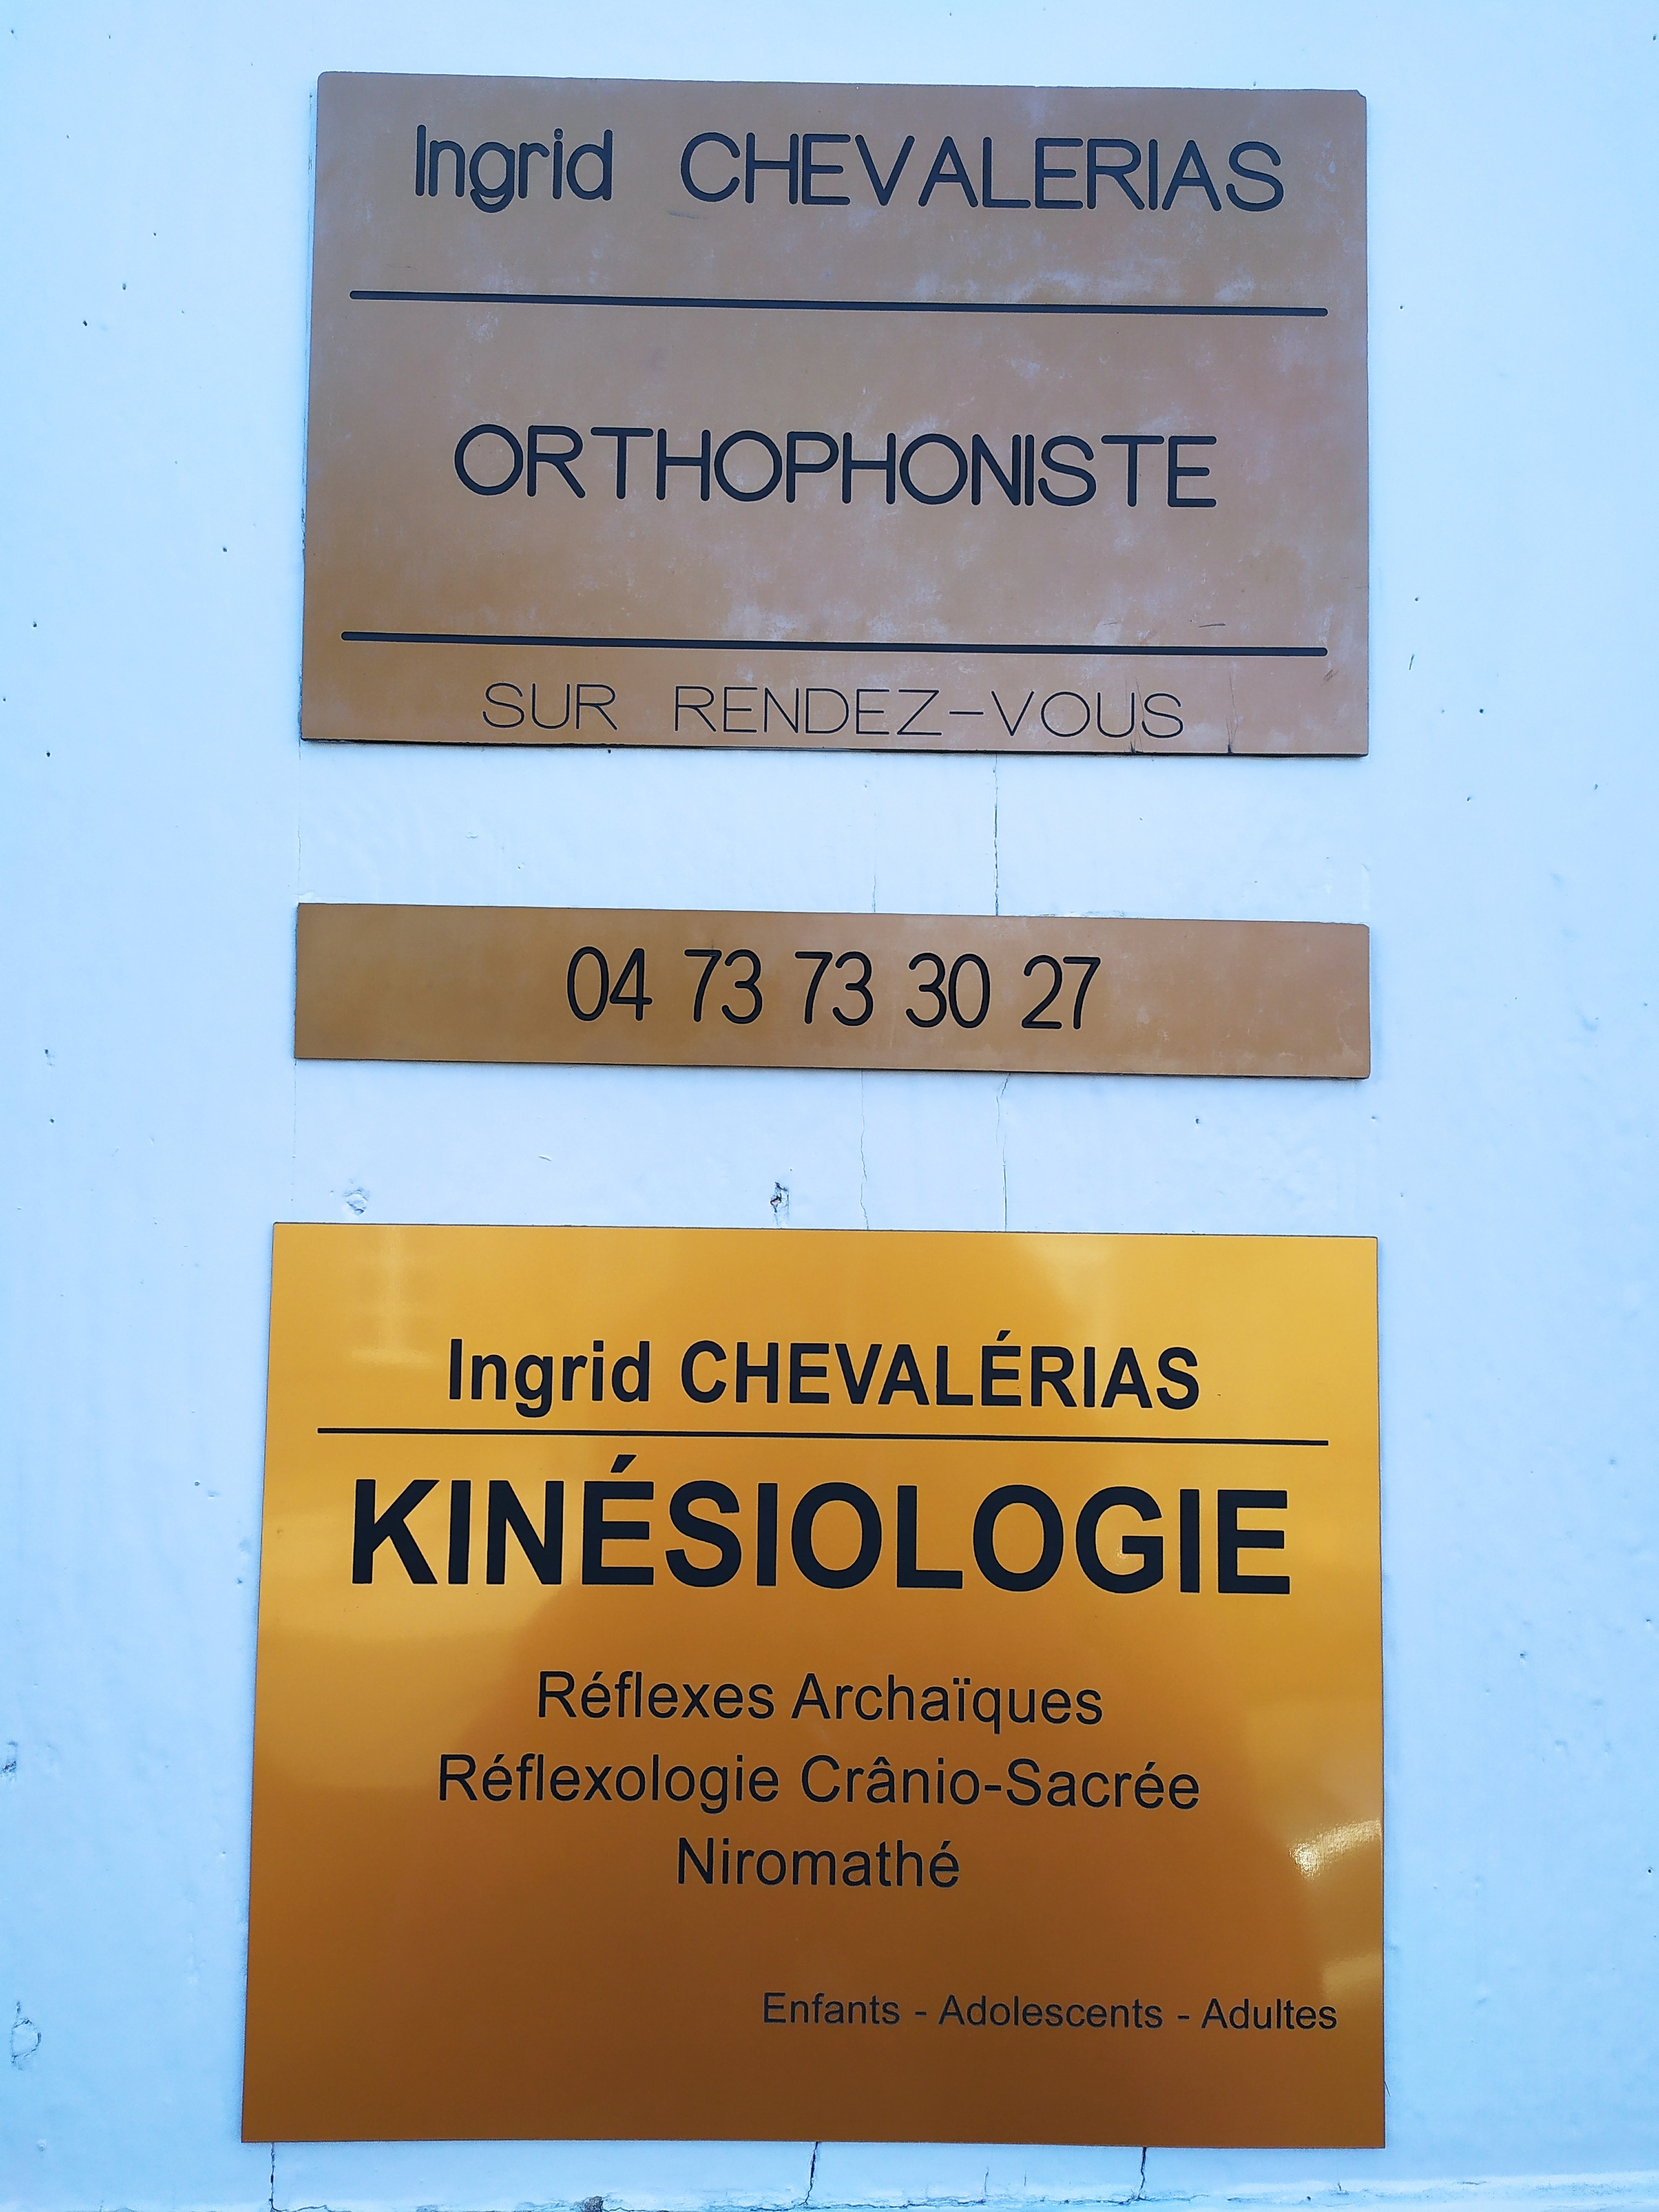 Ingrid CHEVALERIAS
ORTHOPHONISTE
SUR RENDEZ-VOUS
04 73 73 30 27
Ingrid CHEVALÉRIAS
KINÉSIOLOGIE
Réflexes Archaïques
Réflexologie Crânio-Sacrée
Niromathé
Enfants - Adolescents - Adultes